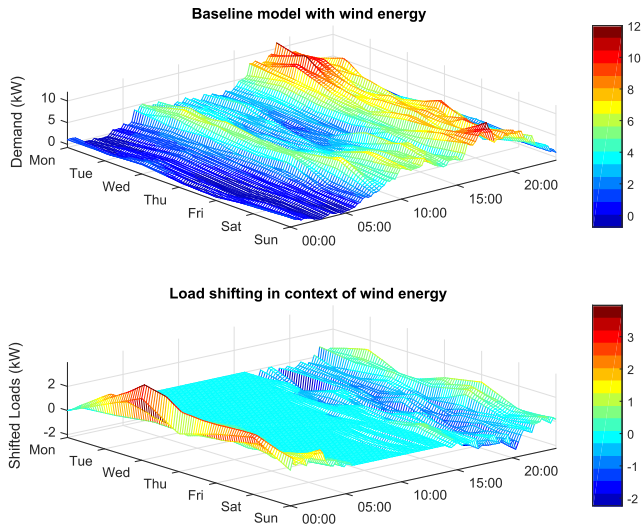 Baseline model with wind energy
12
10
8
6
4
2
0
Demand (kW)
10
5
0
Mon
Tue
Wed
Thu
Fri
Sat
Sun
00:00
05:00
10:00
15:00
20:00
Load shifting in context of wind energy
3
2
1
0
-1
-2
Shifted Loads (kW)
2
0
-2
Mon
Tue
Wed
Thu
Fri
Sat
Sun
00:00
05:00
10:00
15:00
20:00